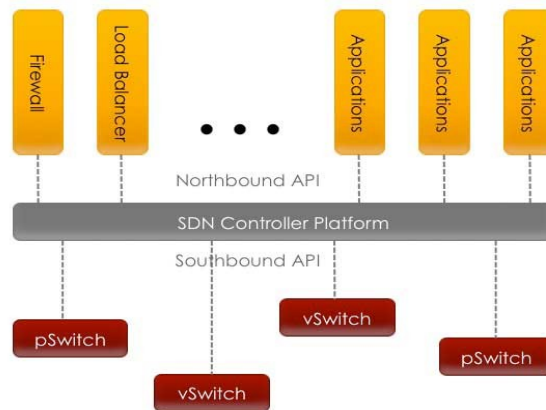 Firewall
Load Balancer
Applications
Applications
Applications
Northbound API
SDN Controller Platform
Southbound API
pSwitch
vSwitch
vSwitch
pSwitch